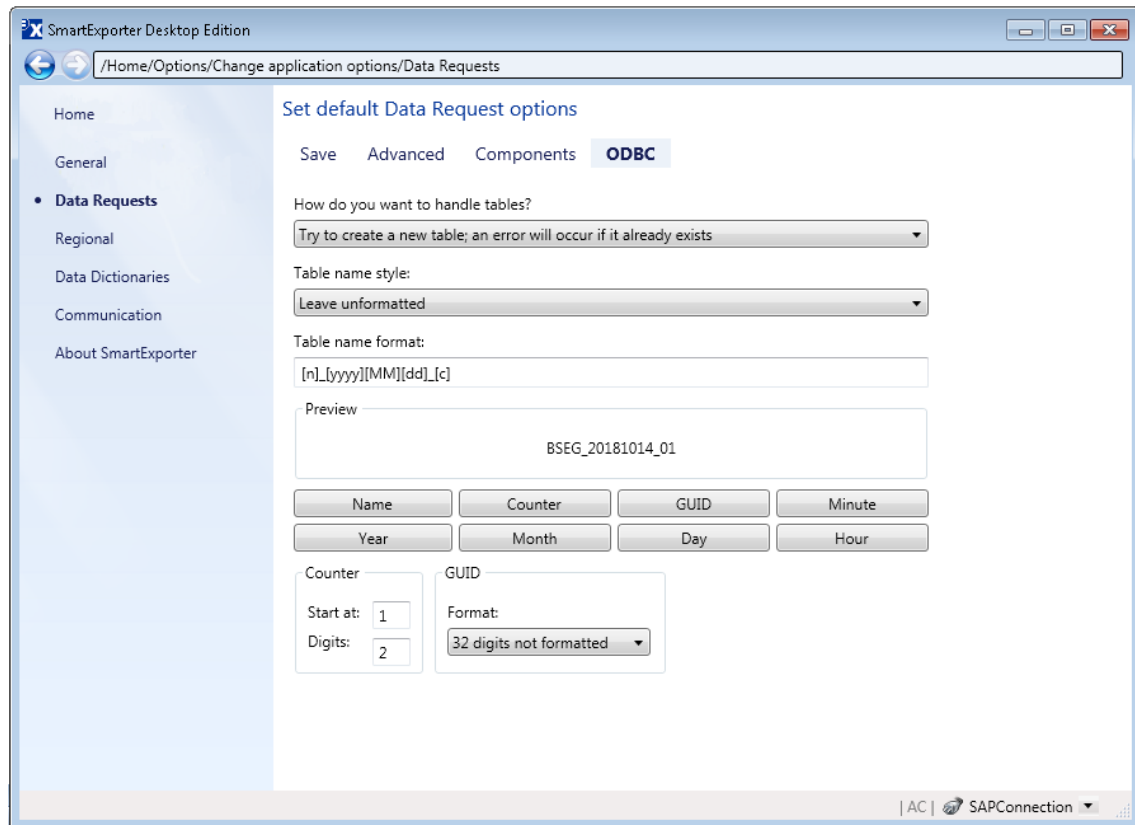 SmartExporter Desktop Edition
/Home/Options/Change application options/Data Requests
Home
General
Data Requests
Regional
Data Dictionaries
Communication
About SmartExporter
Set default Data Request options
Save Advanced Components ODBC
How do you want to handle tables?
Try to create a new table; an error will occur if it already exists
Table name style:
Leave unformatted
Table name format:
[n]_[yyyy][MM][dd]_[c]
Preview
BSEG_20181014_01
Name Counter GUID Minute
Year Month Day Hour
Counter
Start at: 1
Digits: 2
GUID
Format:
32 digits not formatted
| AC | SAPConnection